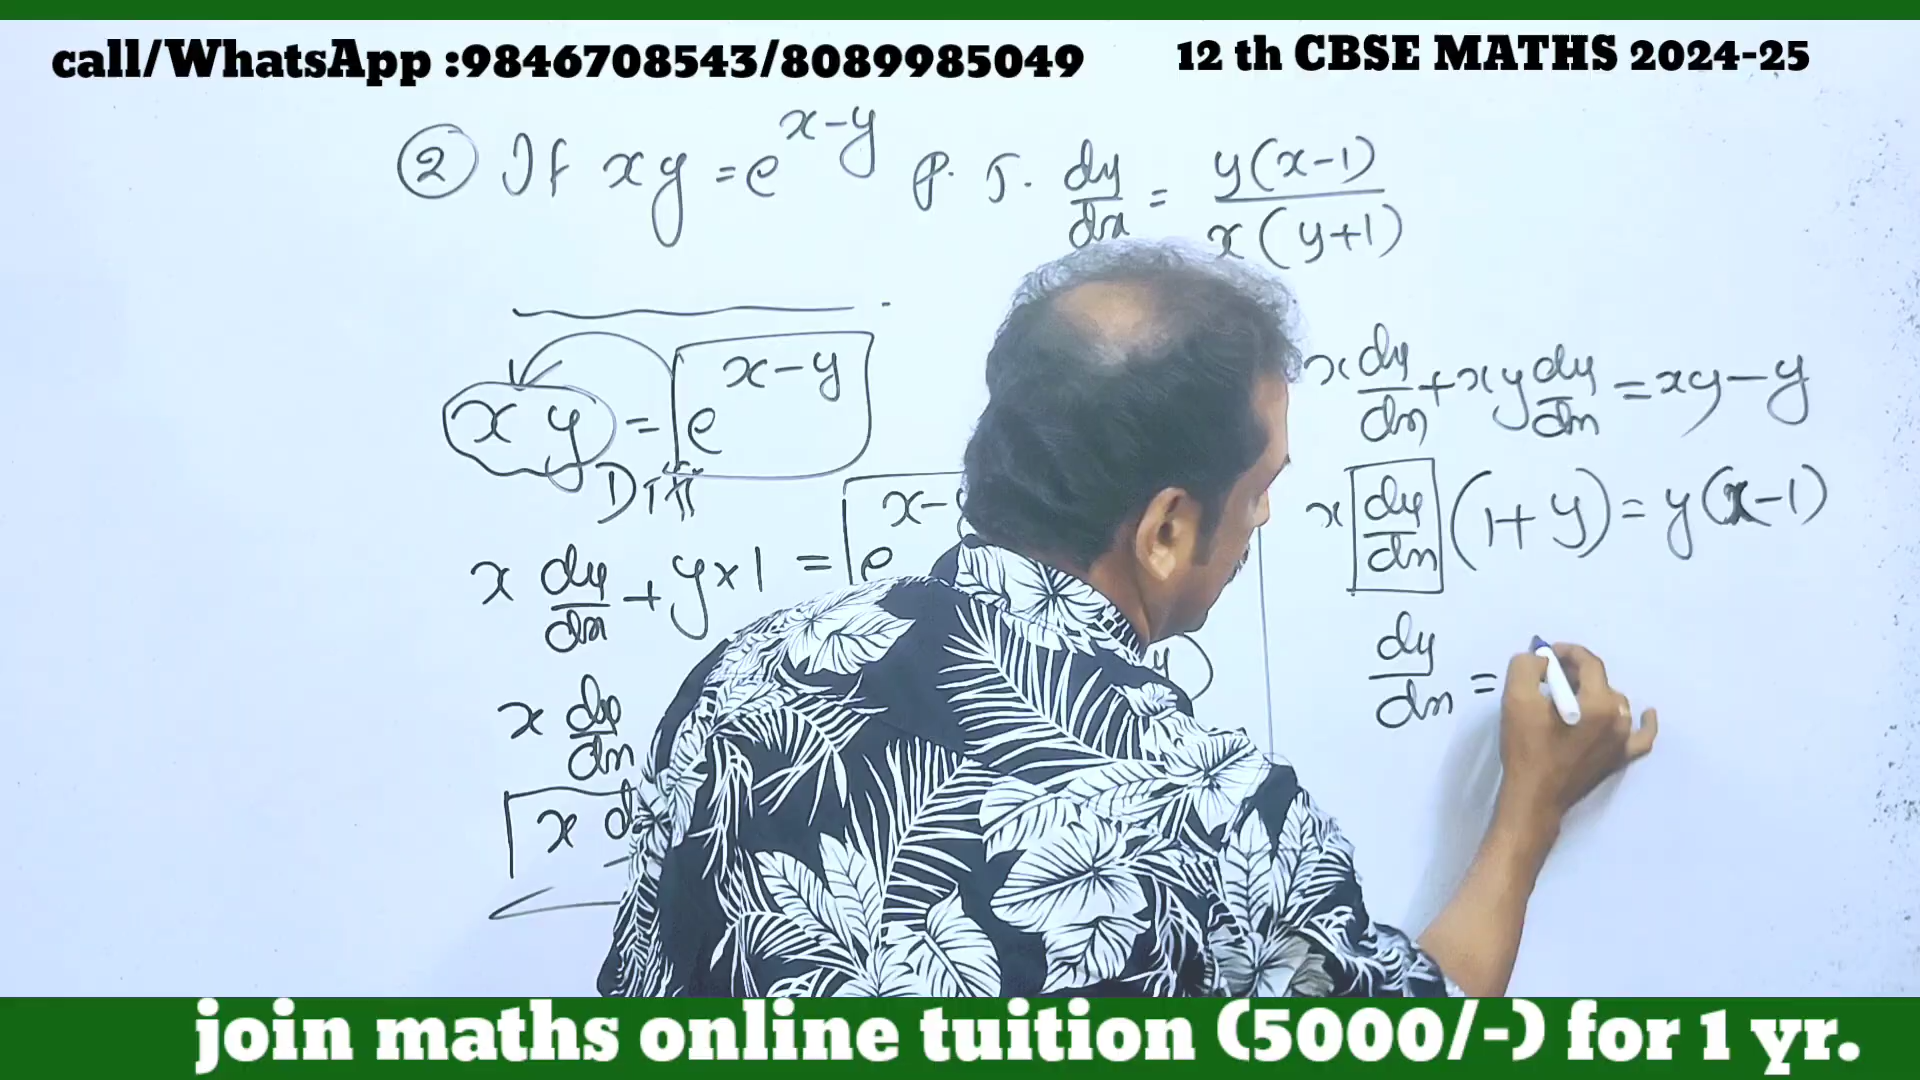 call/WhatsApp :9846708543/8089985049
12 th CBSE MATHS 2024-25
② If xy = e^(x-y) P. T. dy/dx = y(x-1)/x(y+1)
x y = e^(x-y)
Diff
x dy/dx + y×1 = e^(x-
x dy/dx
x d
x dy/dx + xy dy/dx = xy - y
x dy/dx (1+y) = y(x-1)
dy/dx =
join maths online tuition (5000/-) for 1 yr.